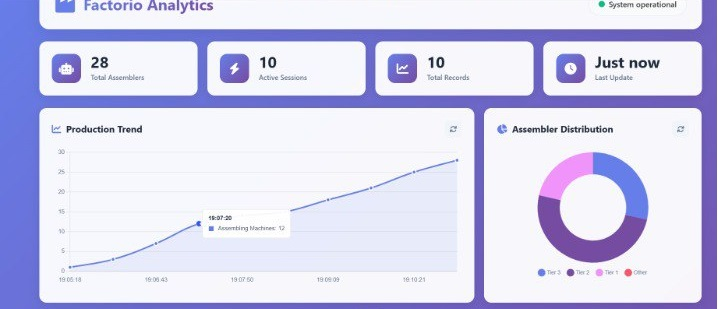 Factorio Analytics
System operational
28
Total Assemblers
10
Active Sessions
10
Total Records
Just now
Last Update
Production Trend
30
25
20
15
10
5
0
19:07:20
Assembling Machines: 12
19:05:18
19:06:43
19:07:50
19:09:09
19:10:21
Assembler Distribution
Tier 3
Tier 2
Tier 1
Other